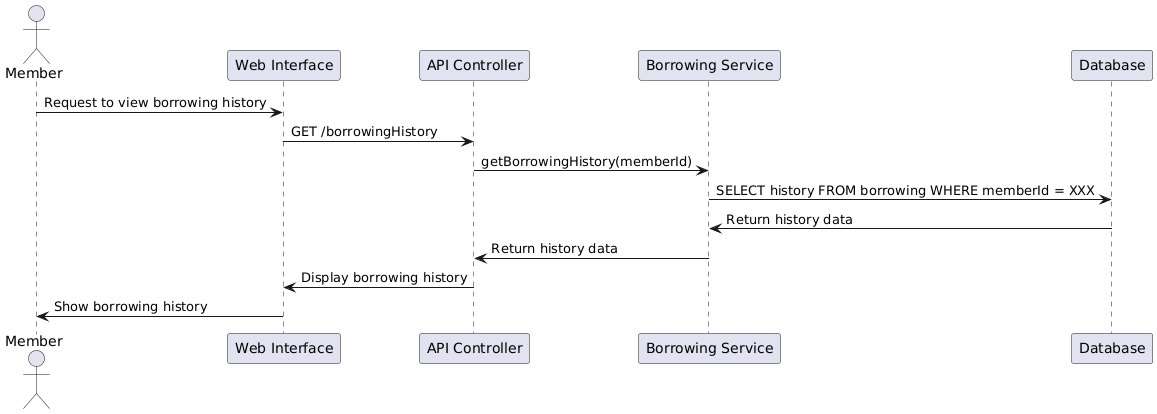 Member
Web Interface
API Controller
Borrowing Service
Database
Request to view borrowing history
GET /borrowingHistory
getBorrowingHistory(memberId)
SELECT history FROM borrowing WHERE memberId = XXX
Return history data
Return history data
Display borrowing history
Show borrowing history
Member
Web Interface
API Controller
Borrowing Service
Database